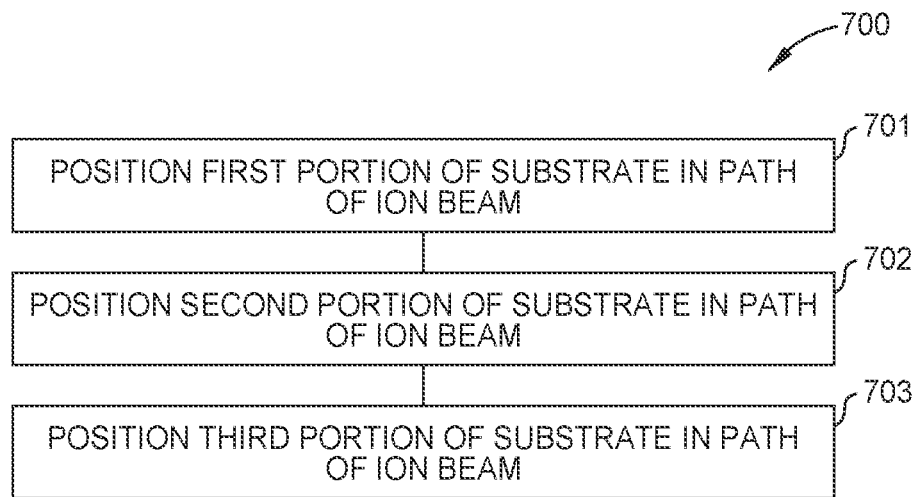 700
701
POSITION FIRST PORTION OF SUBSTRATE IN PATH
OF ION BEAM
702
POSITION SECOND PORTION OF SUBSTRATE IN PATH
OF ION BEAM
703
POSITION THIRD PORTION OF SUBSTRATE IN PATH
OF ION BEAM